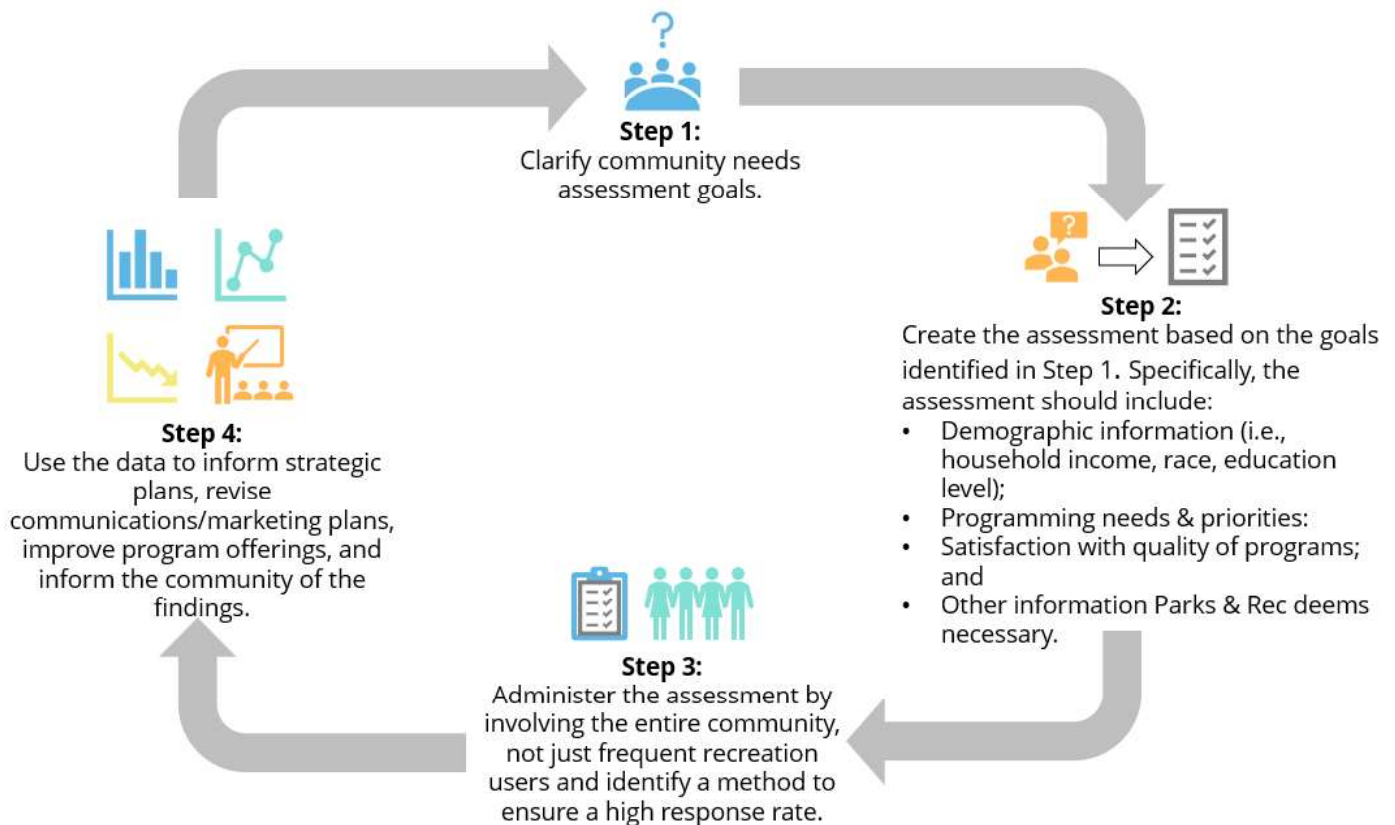 ?
Step 1:
Clarify community needs
assessment goals.
?
Step 2:
Create the assessment based on the goals
identified in Step 1. Specifically, the
assessment should include:
• Demographic information (i.e.,
household income, race, education
level);
• Programming needs & priorities:
• Satisfaction with quality of programs;
and
• Other information Parks & Rec deems
necessary.
Step 3:
Administer the assessment by
involving the entire community,
not just frequent recreation
users and identify a method to
ensure a high response rate.
Step 4:
Use the data to inform strategic
plans, revise
communications/marketing plans,
improve program offerings, and
inform the community of the
findings.